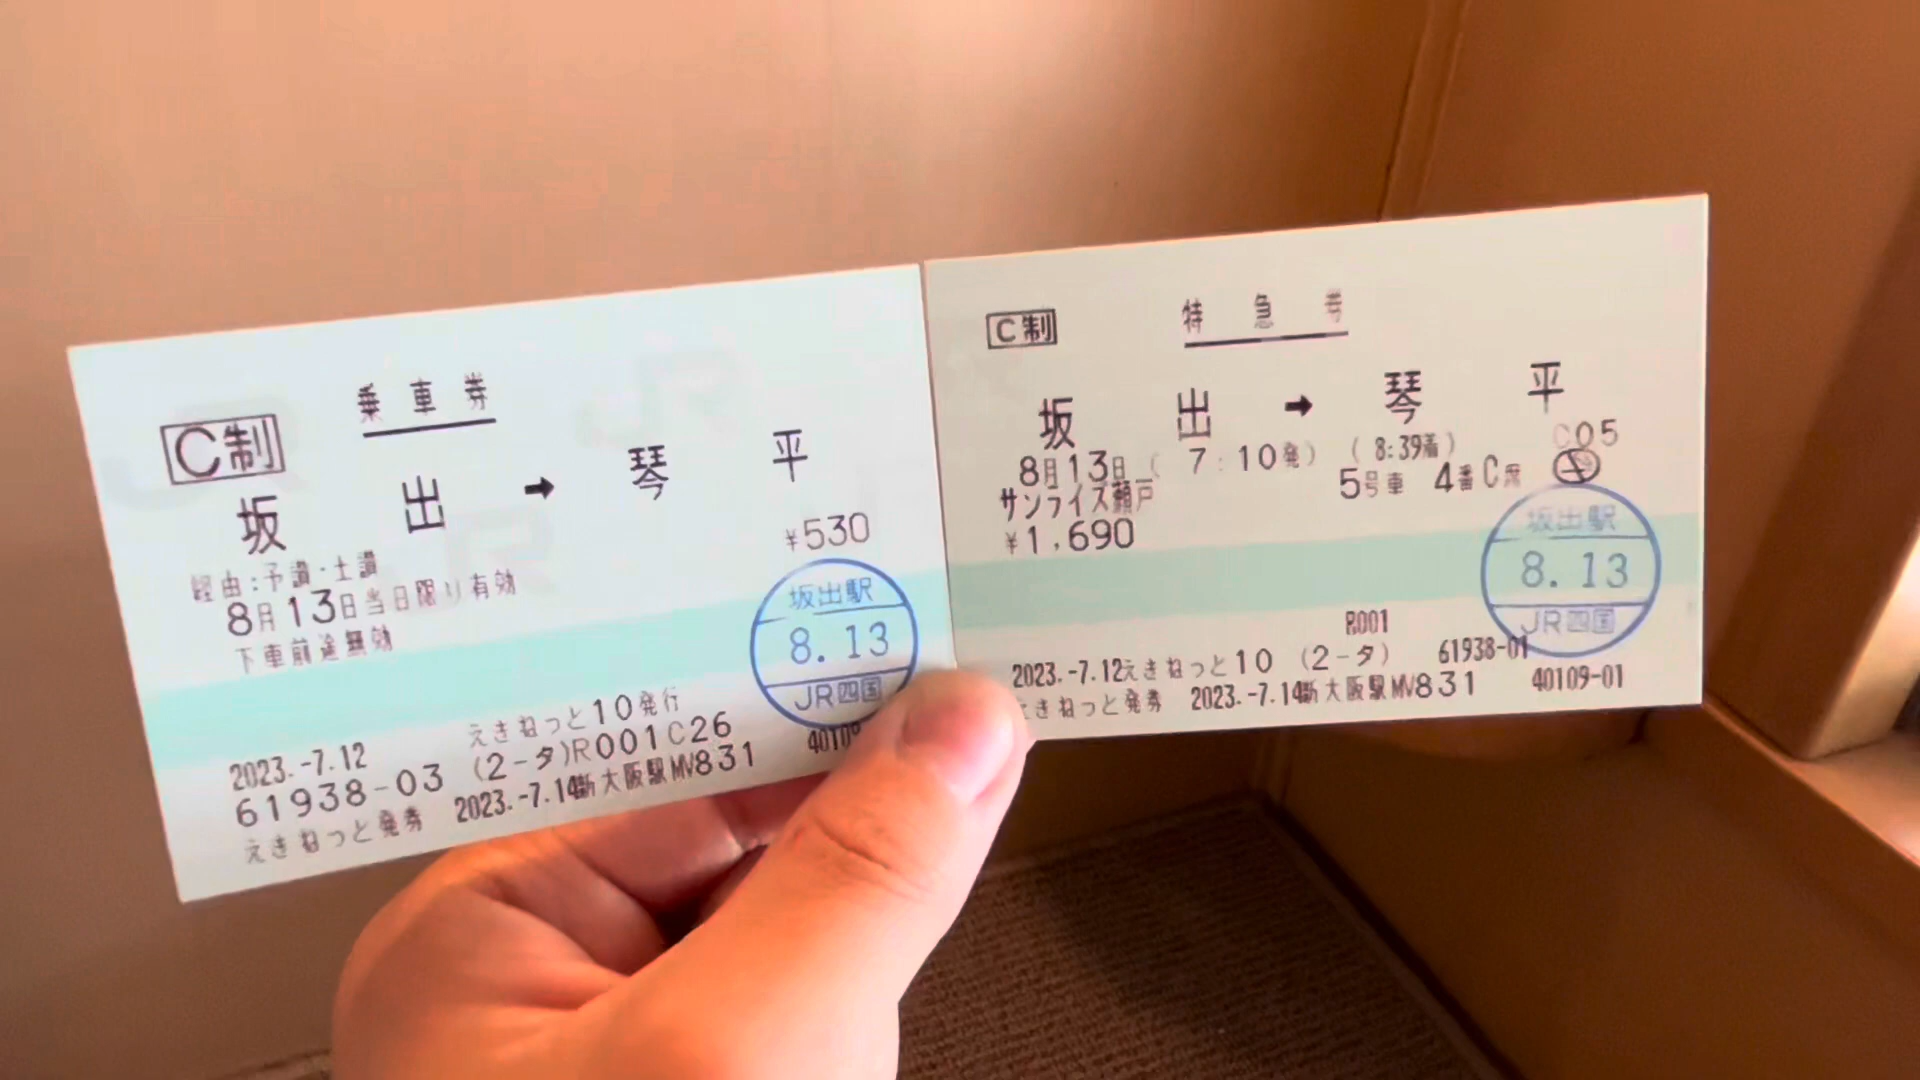 乗車券
C制
坂出→琴平
¥530
経由:予讃・土讃
8月13日当日限り有効
下車前途無効
坂出駅
8.13
JR四国
えきねっと10発行
2023.-7.12
(2-タ)R001C26
61938-03
えきねっと発券 2023.-7.14新大阪駅MV831
4010
特急券
C制
坂出→琴平
C05
8月13日( 7:10発) ( 8:39着)
サンライズ瀬戸 5号車 4番C席
¥1,690
坂出駅
8.13
JR四国
R001
2023.-7.12えきねっと10 (2-タ) 61938-01
えきねっと発券 2023.-7.14新大阪駅MV831 40109-01